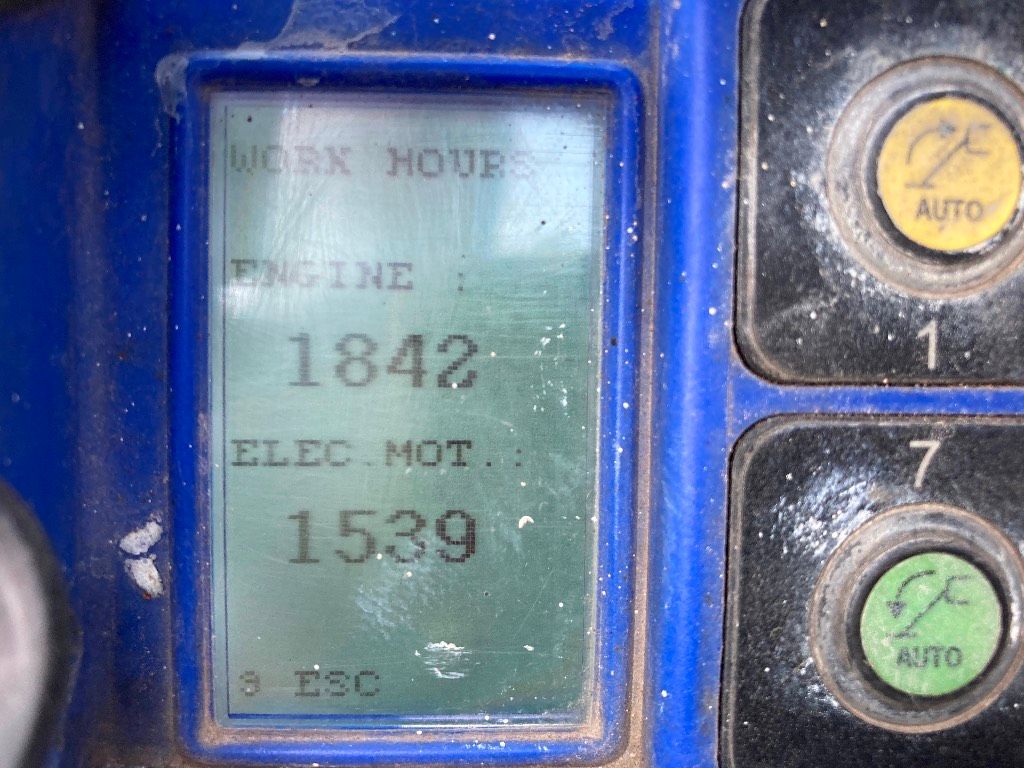 WORK HOURS
ENGINE :
1842
ELEC.MOT.:
1539
9 ESC
AUTO
1
7
AUTO